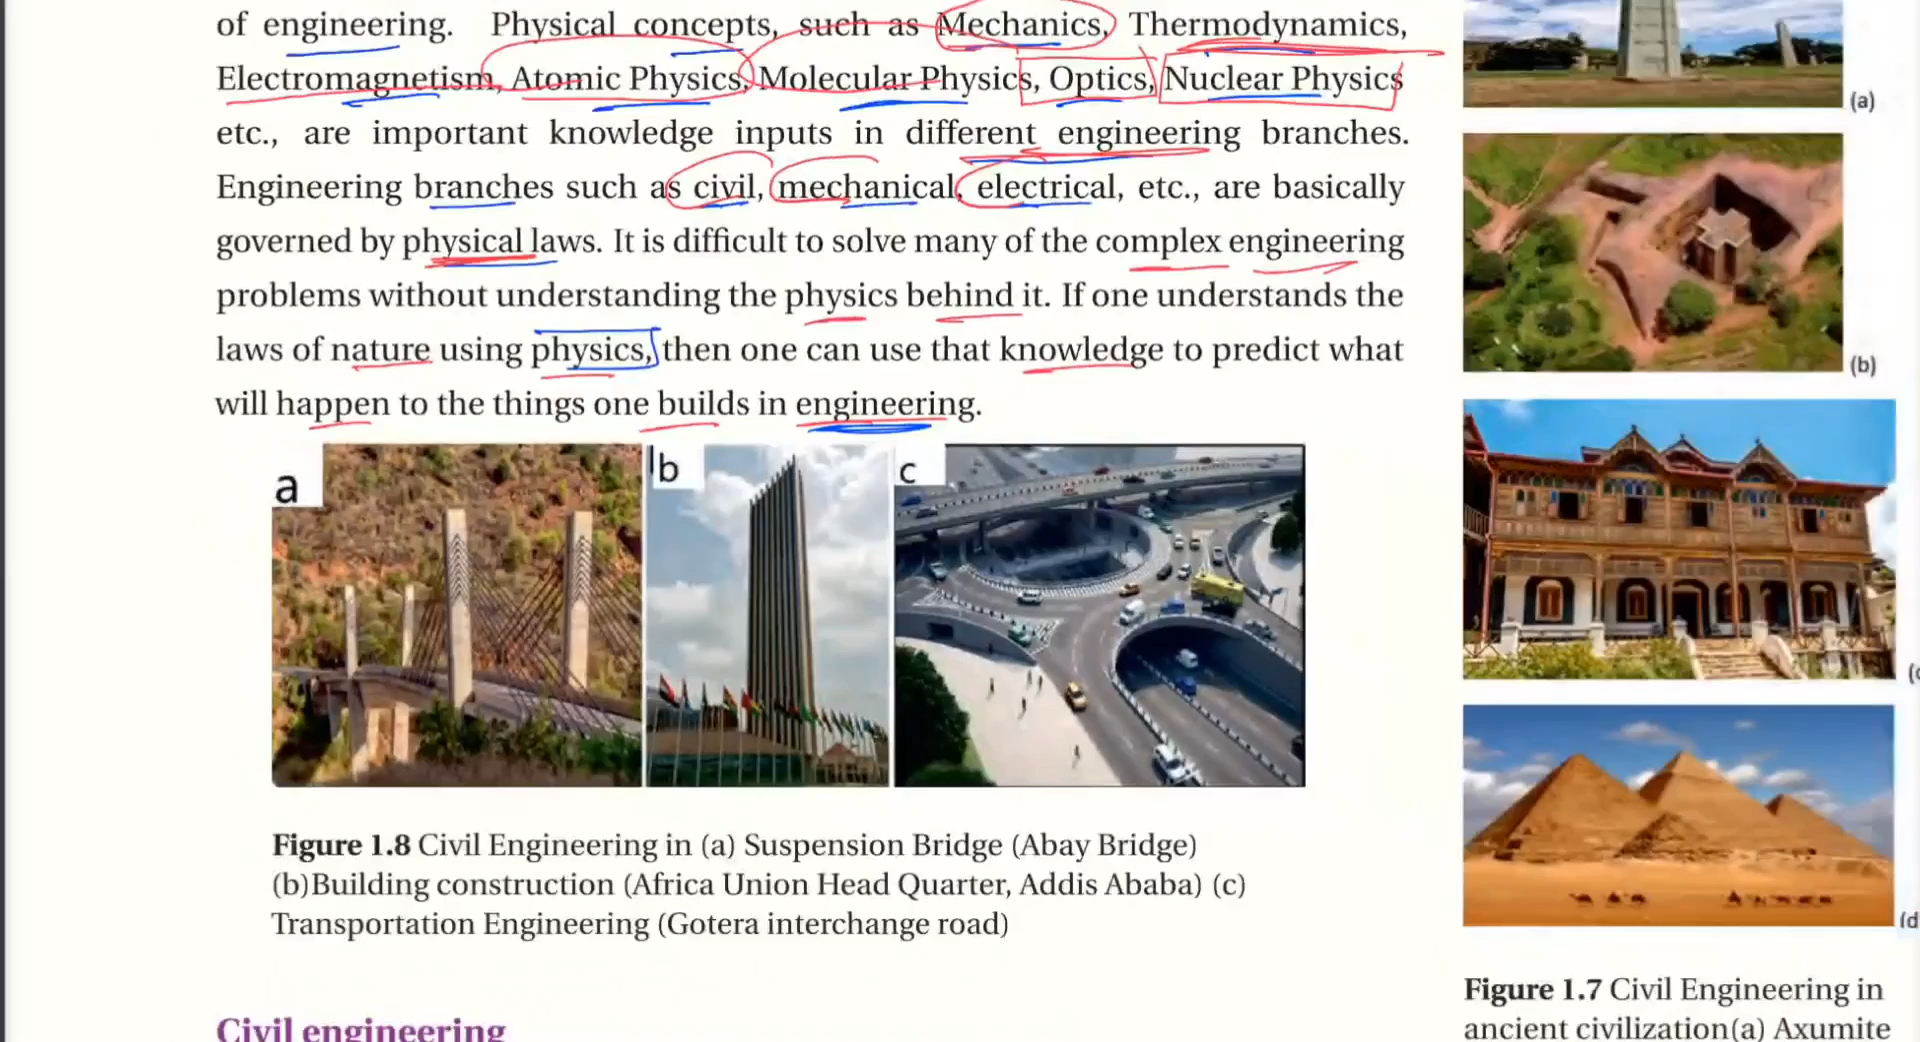 of engineering. Physical concepts, such as Mechanics, Thermodynamics,
Electromagnetism, Atomic Physics, Molecular Physics, Optics, Nuclear Physics
etc., are important knowledge inputs in different engineering branches.
Engineering branches such as civil, mechanical, electrical, etc., are basically
governed by physical laws. It is difficult to solve many of the complex engineering
problems without understanding the physics behind it. If one understands the
laws of nature using physics, then one can use that knowledge to predict what
will happen to the things one builds in engineering.
a
b
c
Figure 1.8 Civil Engineering in (a) Suspension Bridge (Abay Bridge)
(b)Building construction (Africa Union Head Quarter, Addis Ababa) (c)
Transportation Engineering (Gotera interchange road)
Civil engineering
(a)
(b)
(d
Figure 1.7 Civil Engineering in
ancient civilization(a) Axumite